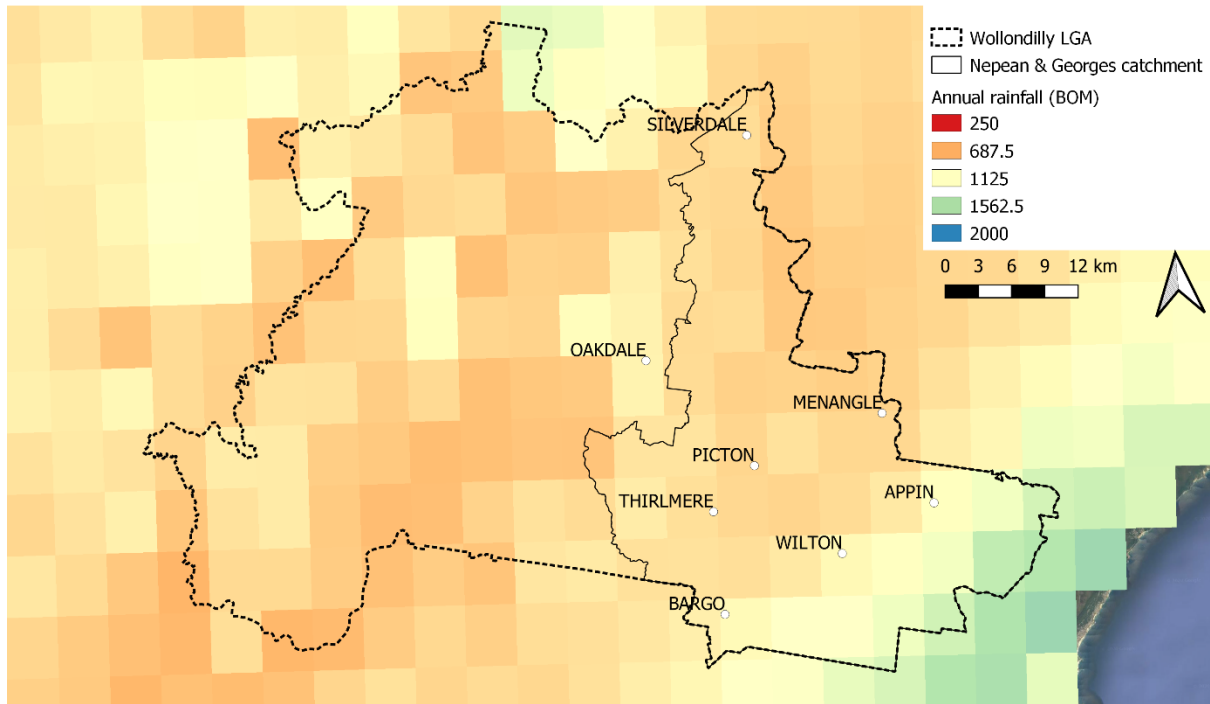 Wollondilly LGA
Nepean & Georges catchment
Annual rainfall (BOM)
250
687.5
1125
1562.5
2000
0 3 6 9 12 km
SILVERDALE
OAKDALE
MENANGLE
PICTON
THIRLMERE
APPIN
WILTON
BARGO